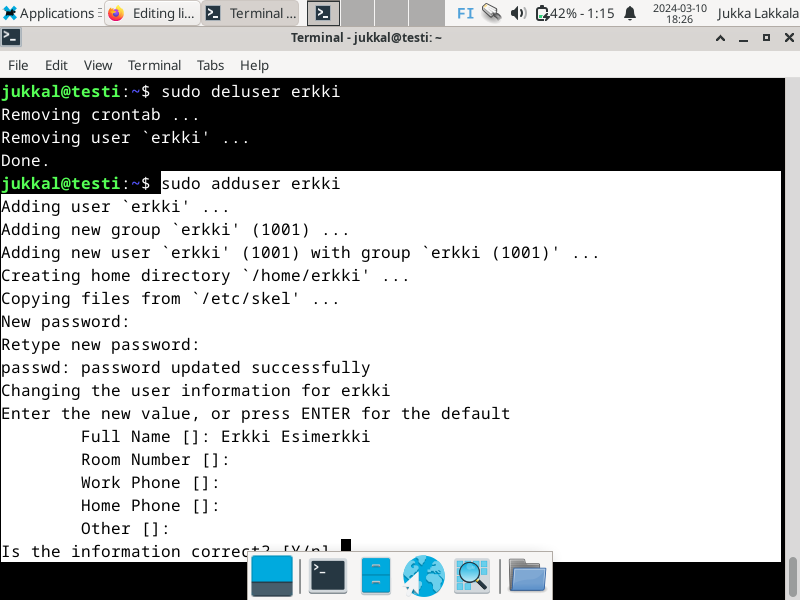 Applications
Editing li...
Terminal ...
FI
42% - 1:15
2024-03-10
18:26
Jukka Lakkala
Terminal - jukkal@testi: ~
File Edit View Terminal Tabs Help
jukkal@testi:~$ sudo deluser erkki
Removing crontab ...
Removing user `erkki' ...
Done.
jukkal@testi:~$ sudo adduser erkki
Adding user `erkki' ...
Adding new group `erkki' (1001) ...
Adding new user `erkki' (1001) with group `erkki (1001)' ...
Creating home directory `/home/erkki' ...
Copying files from `/etc/skel' ...
New password:
Retype new password:
passwd: password updated successfully
Changing the user information for erkki
Enter the new value, or press ENTER for the default
Full Name []: Erkki Esimerkki
Room Number []:
Work Phone []:
Home Phone []:
Other []:
Is the information correct? [Y/n]